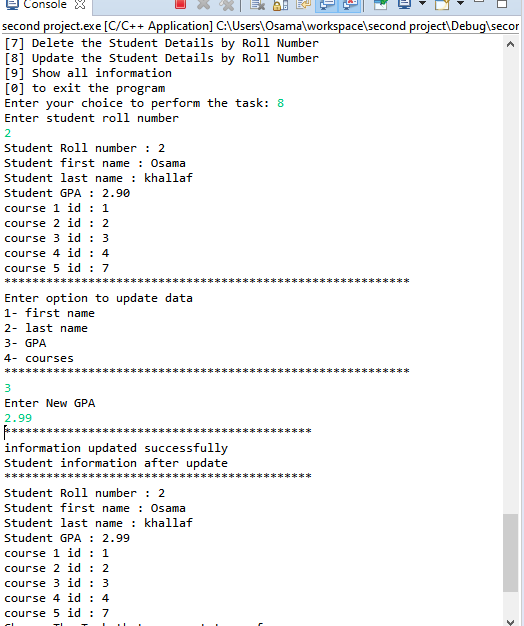 Console
second project.exe [C/C++ Application] C:\Users\Osama\workspace\second project\Debug\secor
[7] Delete the Student Details by Roll Number
[8] Update the Student Details by Roll Number
[9] Show all information
[0] to exit the program
Enter your choice to perform the task: 8
Enter student roll number
2
Student Roll number : 2
Student first name : Osama
Student last name : khallaf
Student GPA : 2.90
course 1 id : 1
course 2 id : 2
course 3 id : 3
course 4 id : 4
course 5 id : 7
**********************************************************
Enter option to update data
1- first name
2- last name
3- GPA
4- courses
**********************************************************
3
Enter New GPA
2.99
********************************************
information updated successfully
Student information after update
********************************************
Student Roll number : 2
Student first name : Osama
Student last name : khallaf
Student GPA : 2.99
course 1 id : 1
course 2 id : 2
course 3 id : 3
course 4 id : 4
course 5 id : 7